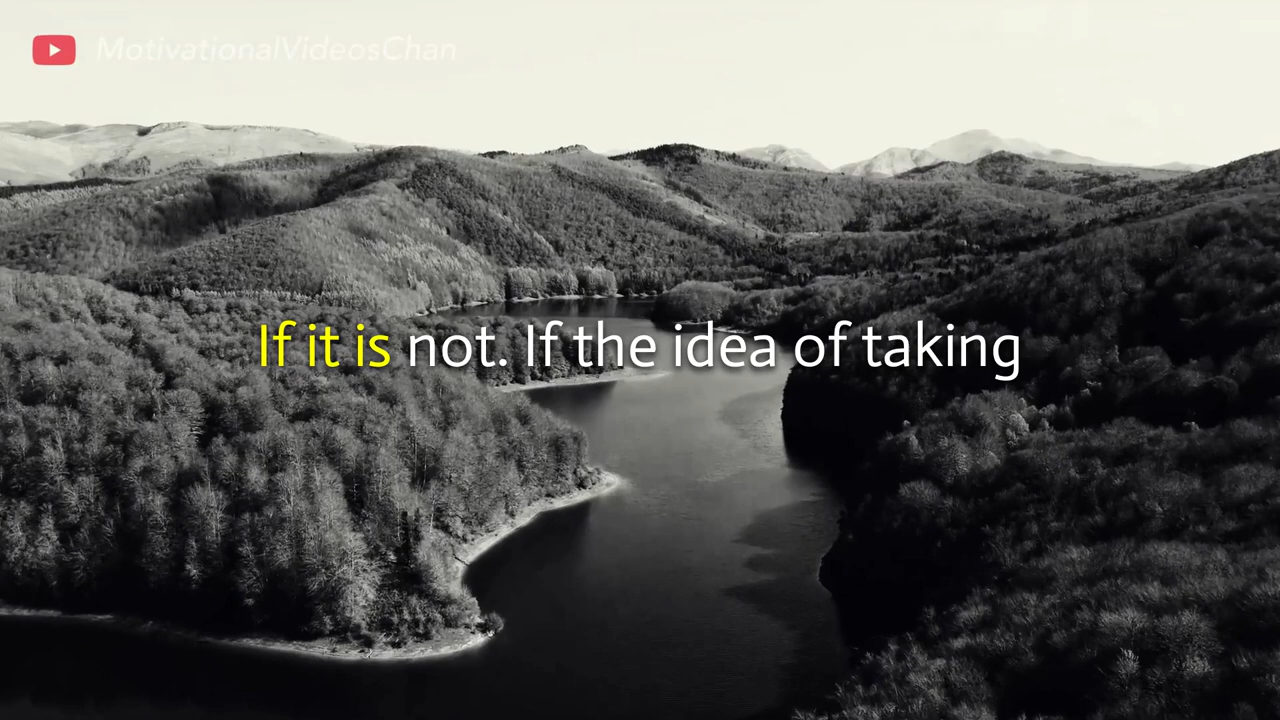 MotivationalVideosChan
If it is not. If the idea of taking